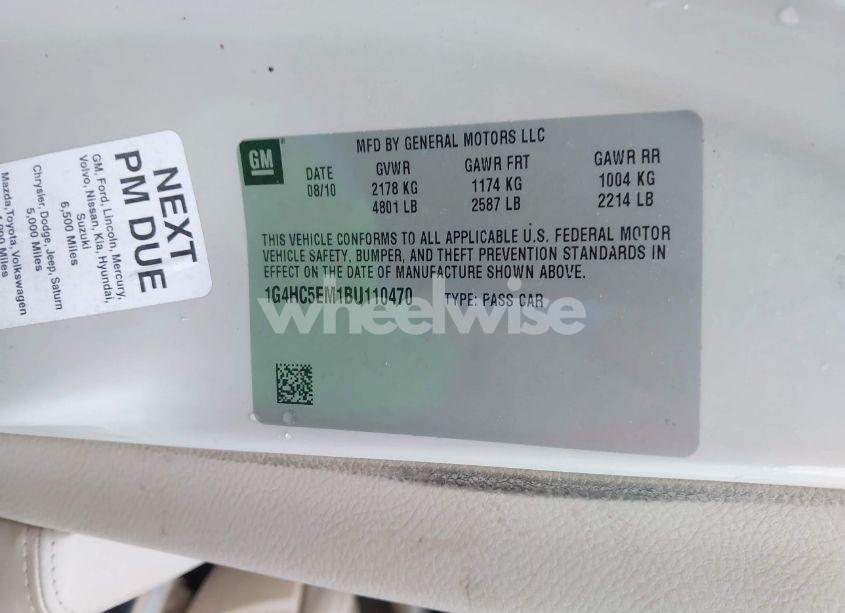 NEXT
PM DUE
GM, Ford, Lincoln, Mercury,
Volvo, Nissan, Kia, Hyundai,
Suzuki
6,500 Miles
Chrysler, Dodge, Jeep, Saturn
5,000 Miles
Mazda, Toyota, Volkswagen
Miles
GM
MFD BY GENERAL MOTORS LLC
DATE GVWR GAWR FRT GAWR RR
08/10 2178 KG 1174 KG 1004 KG
4801 LB 2587 LB 2214 LB
THIS VEHICLE CONFORMS TO ALL APPLICABLE U.S. FEDERAL MOTOR
VEHICLE SAFETY, BUMPER, AND THEFT PREVENTION STANDARDS IN
EFFECT ON THE DATE OF MANUFACTURE SHOWN ABOVE.
1G4HC5EM1BU110470 TYPE: PASS CAR
wheelwise